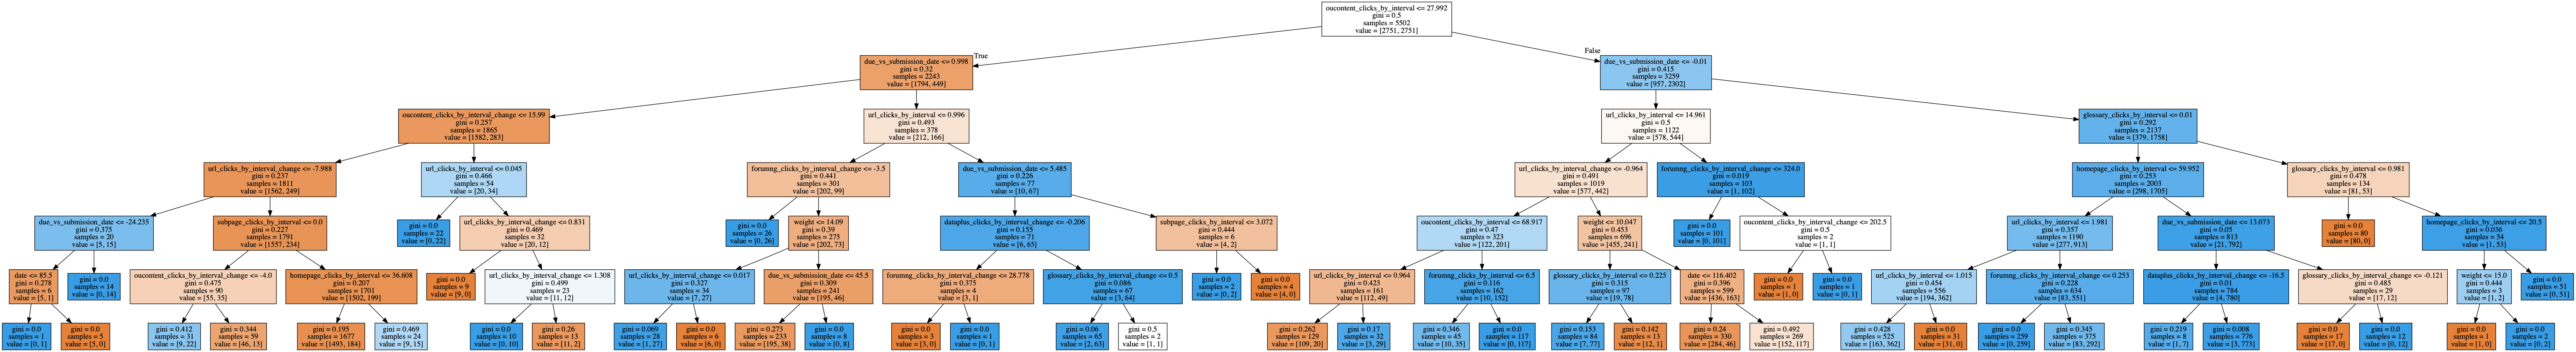 oucontent_clicks_by_interval <= 27.992
gini = 0.5
samples = 5502
value = [2751, 2751]
True
False
due_vs_submission_date <= 0.998
gini = 0.32
samples = 2243
value = [1794, 449]
due_vs_submission_date <= -0.01
gini = 0.415
samples = 3259
value = [957, 2302]
oucontent_clicks_by_interval_change <= 15.99
gini = 0.257
samples = 1865
value = [1582, 283]
url_clicks_by_interval <= 0.996
gini = 0.493
samples = 378
value = [212, 166]
url_clicks_by_interval <= 14.961
gini = 0.5
samples = 1122
value = [578, 544]
glossary_clicks_by_interval <= 0.01
gini = 0.292
samples = 2137
value = [379, 1758]
url_clicks_by_interval_change <= -7.988
gini = 0.237
samples = 1811
value = [1562, 249]
url_clicks_by_interval <= 0.045
gini = 0.466
samples = 54
value = [20, 34]
forumng_clicks_by_interval_change <= -3.5
gini = 0.441
samples = 301
value = [202, 99]
due_vs_submission_date <= 5.485
gini = 0.226
samples = 77
value = [10, 67]
url_clicks_by_interval_change <= -0.964
gini = 0.491
samples = 1019
value = [577, 442]
forumng_clicks_by_interval_change <= 324.0
gini = 0.019
samples = 103
value = [1, 102]
homepage_clicks_by_interval <= 59.952
gini = 0.253
samples = 2003
value = [298, 1705]
glossary_clicks_by_interval <= 0.981
gini = 0.478
samples = 134
value = [81, 53]
due_vs_submission_date <= -24.235
gini = 0.375
samples = 20
value = [5, 15]
subpage_clicks_by_interval <= 0.0
gini = 0.227
samples = 1791
value = [1557, 234]
gini = 0.0
samples = 22
value = [0, 22]
url_clicks_by_interval_change <= 0.831
gini = 0.469
samples = 32
value = [20, 12]
gini = 0.0
samples = 26
value = [0, 26]
weight <= 14.09
gini = 0.39
samples = 275
value = [202, 73]
dataplus_clicks_by_interval_change <= -0.206
gini = 0.155
samples = 71
value = [6, 65]
subpage_clicks_by_interval <= 3.072
gini = 0.444
samples = 6
value = [4, 2]
oucontent_clicks_by_interval <= 68.917
gini = 0.47
samples = 323
value = [122, 201]
weight <= 10.047
gini = 0.453
samples = 696
value = [455, 241]
gini = 0.0
samples = 101
value = [0, 101]
oucontent_clicks_by_interval_change <= 202.5
gini = 0.5
samples = 2
value = [1, 1]
url_clicks_by_interval <= 1.981
gini = 0.357
samples = 1190
value = [277, 913]
due_vs_submission_date <= 13.073
gini = 0.05
samples = 813
value = [21, 792]
gini = 0.0
samples = 80
value = [80, 0]
homepage_clicks_by_interval <= 20.5
gini = 0.036
samples = 54
value = [1, 53]
date <= 85.5
gini = 0.278
samples = 6
value = [5, 1]
gini = 0.0
samples = 14
value = [0, 14]
oucontent_clicks_by_interval_change <= -4.0
gini = 0.475
samples = 90
value = [55, 35]
homepage_clicks_by_interval <= 36.608
gini = 0.207
samples = 1701
value = [1502, 199]
gini = 0.0
samples = 9
value = [9, 0]
url_clicks_by_interval_change <= 1.308
gini = 0.499
samples = 23
value = [11, 12]
url_clicks_by_interval_change <= 0.017
gini = 0.327
samples = 34
value = [7, 27]
due_vs_submission_date <= 45.5
gini = 0.309
samples = 241
value = [195, 46]
forumng_clicks_by_interval_change <= 28.778
gini = 0.375
samples = 4
value = [3, 1]
glossary_clicks_by_interval <= 0.5
gini = 0.086
samples = 67
value = [3, 64]
gini = 0.0
samples = 2
value = [0, 2]
gini = 0.0
samples = 4
value = [4, 0]
url_clicks_by_interval <= 0.964
gini = 0.423
samples = 161
value = [112, 49]
forumng_clicks_by_interval <= 6.5
gini = 0.116
samples = 162
value = [10, 152]
glossary_clicks_by_interval <= 0.225
gini = 0.315
samples = 97
value = [19, 78]
date <= 116.402
gini = 0.396
samples = 599
value = [436, 163]
gini = 0.0
samples = 1
value = [1, 0]
gini = 0.0
samples = 1
value = [0, 1]
url_clicks_by_interval <= 1.015
gini = 0.454
samples = 556
value = [194, 362]
forumng_clicks_by_interval_change <= 0.253
gini = 0.228
samples = 634
value = [83, 551]
dataplus_clicks_by_interval_change <= -16.5
gini = 0.01
samples = 784
value = [4, 780]
glossary_clicks_by_interval_change <= -0.121
gini = 0.485
samples = 29
value = [17, 12]
weight <= 15.0
gini = 0.444
samples = 3
value = [1, 2]
gini = 0.0
samples = 51
value = [0, 51]
gini = 0.0
samples = 1
value = [0, 1]
gini = 0.0
samples = 5
value = [5, 0]
gini = 0.412
samples = 31
value = [9, 22]
gini = 0.344
samples = 59
value = [46, 13]
gini = 0.195
samples = 1677
value = [1493, 184]
gini = 0.469
samples = 24
value = [9, 15]
gini = 0.0
samples = 10
value = [0, 10]
gini = 0.26
samples = 13
value = [11, 2]
gini = 0.069
samples = 28
value = [1, 27]
gini = 0.0
samples = 6
value = [6, 0]
gini = 0.273
samples = 233
value = [195, 38]
gini = 0.0
samples = 8
value = [0, 8]
gini = 0.0
samples = 3
value = [3, 0]
gini = 0.0
samples = 1
value = [0, 1]
gini = 0.06
samples = 65
value = [2, 63]
gini = 0.5
samples = 2
value = [1, 1]
gini = 0.262
samples = 129
value = [109, 20]
gini = 0.17
samples = 32
value = [3, 29]
gini = 0.346
samples = 45
value = [10, 35]
gini = 0.0
samples = 117
value = [0, 117]
gini = 0.153
samples = 84
value = [7, 77]
gini = 0.142
samples = 13
value = [12, 1]
gini = 0.24
samples = 330
value = [284, 46]
gini = 0.492
samples = 269
value = [152, 117]
gini = 0.428
samples = 525
value = [163, 362]
gini = 0.0
samples = 31
value = [31, 0]
gini = 0.0
samples = 259
value = [0, 259]
gini = 0.345
samples = 375
value = [83, 292]
gini = 0.219
samples = 8
value = [1, 7]
gini = 0.008
samples = 776
value = [3, 773]
gini = 0.0
samples = 17
value = [17, 0]
gini = 0.0
samples = 12
value = [0, 12]
gini = 0.0
samples = 1
value = [1, 0]
gini = 0.0
samples = 2
value = [0, 2]